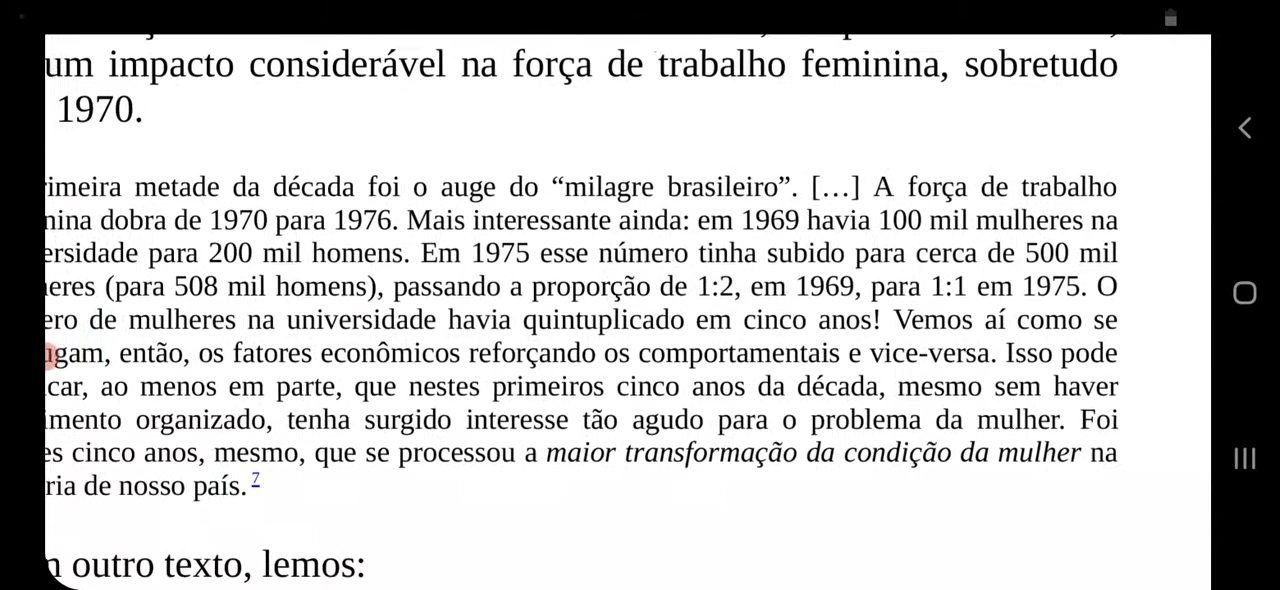 um impacto considerável na força de trabalho feminina, sobretudo
1970.
rimeira metade da década foi o auge do “milagre brasileiro”. […] A força de trabalho
nina dobra de 1970 para 1976. Mais interessante ainda: em 1969 havia 100 mil mulheres na
ersidade para 200 mil homens. Em 1975 esse número tinha subido para cerca de 500 mil
eres (para 508 mil homens), passando a proporção de 1:2, em 1969, para 1:1 em 1975. O
ero de mulheres na universidade havia quintuplicado em cinco anos! Vemos aí como se
gam, então, os fatores econômicos reforçando os comportamentais e vice-versa. Isso pode
car, ao menos em parte, que nestes primeiros cinco anos da década, mesmo sem haver
imento organizado, tenha surgido interesse tão agudo para o problema da mulher. Foi
es cinco anos, mesmo, que se processou a maior transformação da condição da mulher na
ria de nosso país.7
outro texto, lemos: